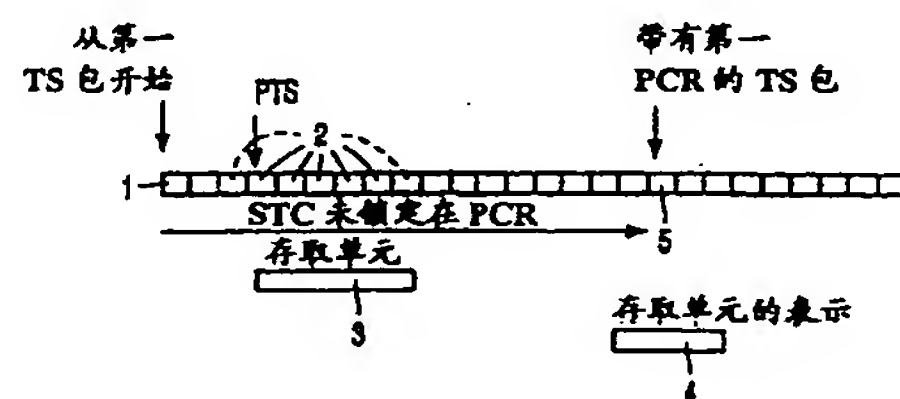 从第一
TS 包开始
带有第一
PCR 的 TS 包
PTS
2
1
STC 未锁定在 PCR
5
存取单元
3
存取单元的表示
4